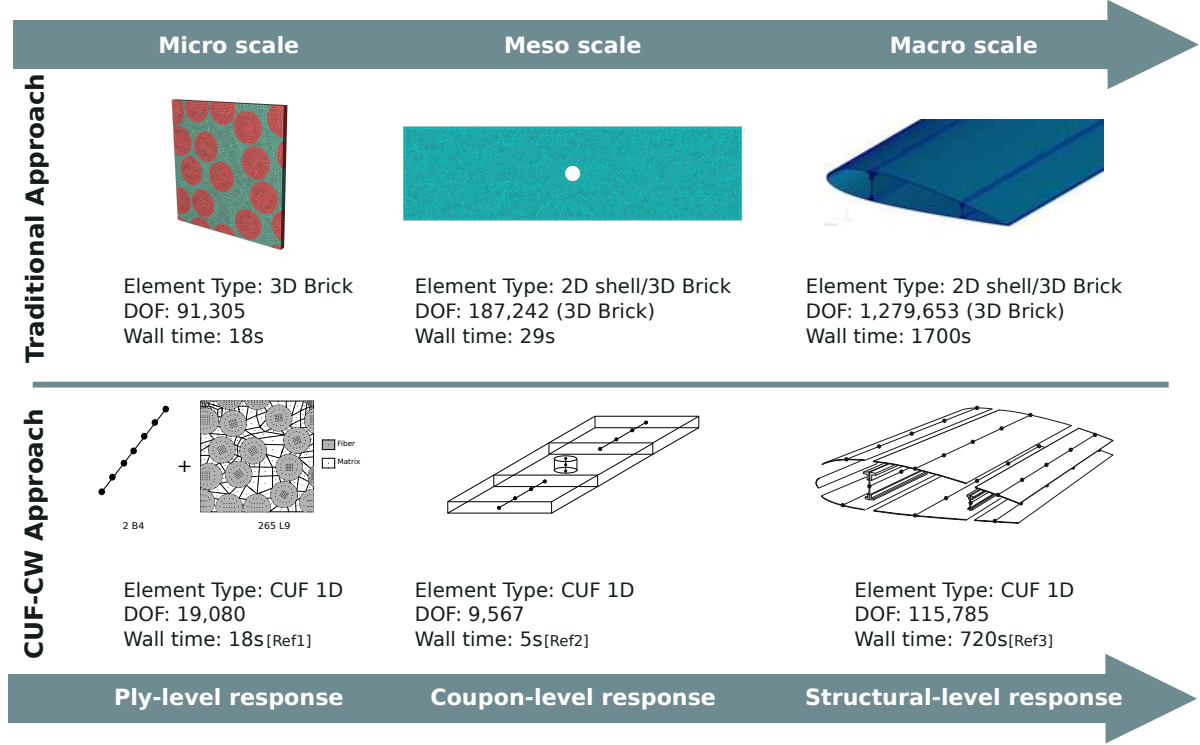 Micro scale
Meso scale
Macro scale
Traditional Approach
Element Type: 3D Brick
DOF: 91,305
Wall time: 18s
Element Type: 2D shell/3D Brick
DOF: 187,242 (3D Brick)
Wall time: 29s
Element Type: 2D shell/3D Brick
DOF: 1,279,653 (3D Brick)
Wall time: 1700s
CUF-CW Approach
+
Fiber
Matrix
2 B4
265 L9
Element Type: CUF 1D
DOF: 19,080
Wall time: 18s[Ref1]
Element Type: CUF 1D
DOF: 9,567
Wall time: 5s[Ref2]
Element Type: CUF 1D
DOF: 115,785
Wall time: 720s[Ref3]
Ply-level response
Coupon-level response
Structural-level response